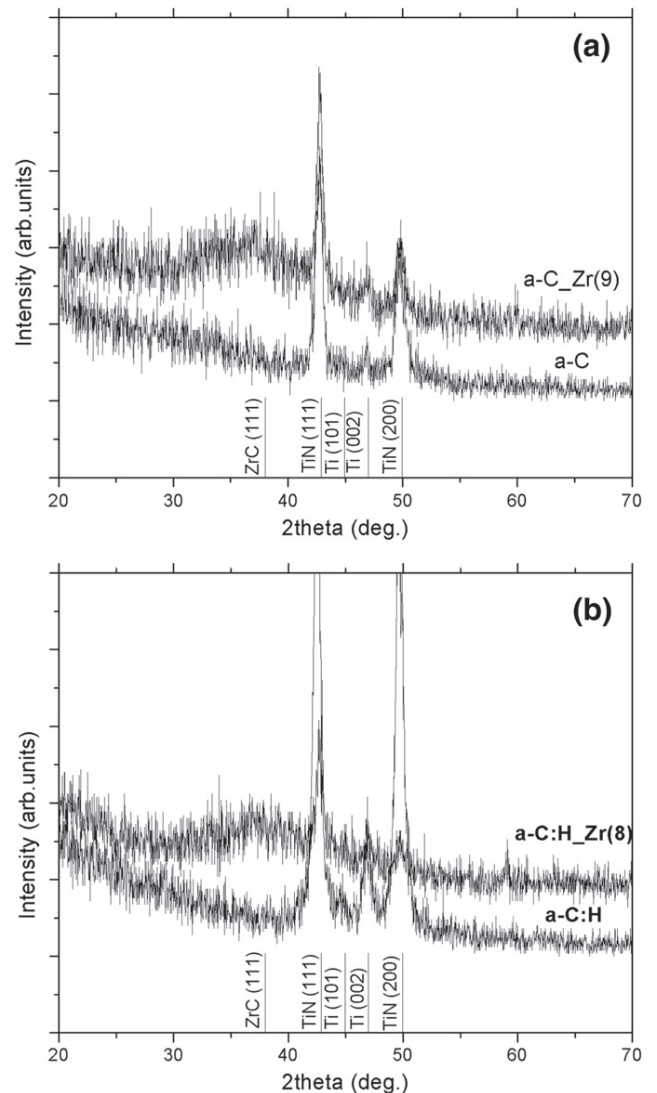 (a)
Intensity (arb.units)
a-C_Zr(9)
a-C
ZrC (111)
TiN (111)
Ti (101)
Ti (002)
TiN (200)
20 30 40 50 60 70
2theta (deg.)
(b)
Intensity (arb.units)
a-C:H_Zr(8)
a-C:H
ZrC (111)
TiN (111)
Ti (101)
Ti (002)
TiN (200)
20 30 40 50 60 70
2theta (deg.)